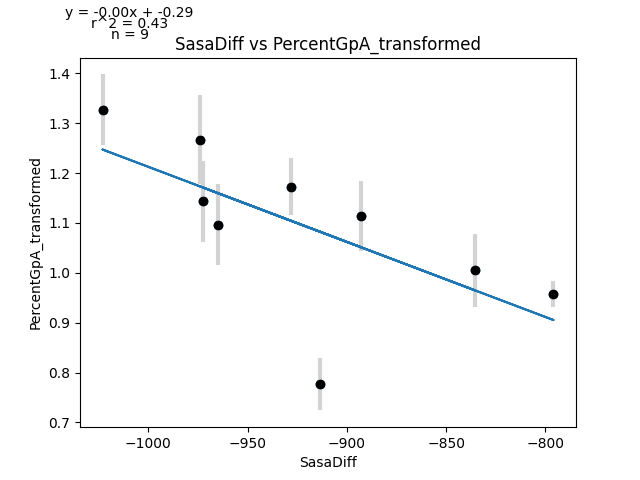 y = -0.00x + -0.29
r^2 = 0.43
n = 9
SasaDiff vs PercentGpA_transformed
PercentGpA_transformed
1.4
1.3
1.2
1.1
1.0
0.9
0.8
0.7
−1000
−950
−900
−850
−800
SasaDiff